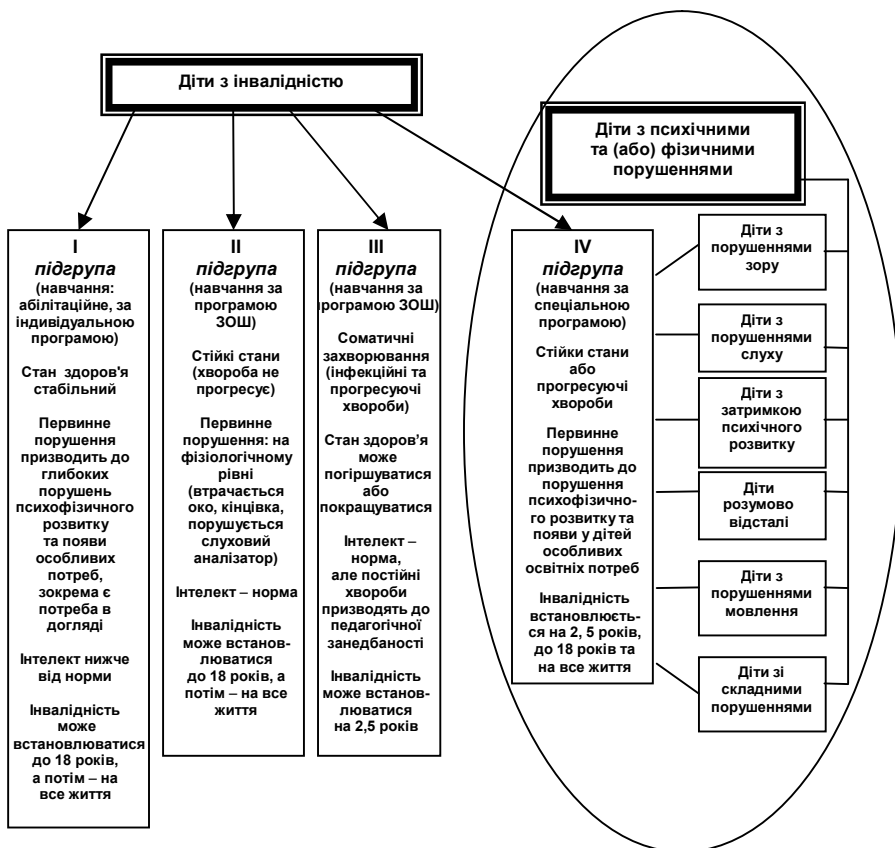 Діти з інвалідністю
Діти з психічними
та (або) фізичними
порушеннями
I
підгрупа
(навчання:
абілітаційне, за
індивідуальною
програмою)
Стан здоров'я
стабільний
Первинне
порушення
призводить до
глибоких
порушень
психофізичного
розвитку
та появи
особливих
потреб,
зокрема є
потреба в
догляді
Інтелект нижче
від норми
Інвалідність
може
встановлюватися
до 18 років,
а потім – на
все життя
II
підгрупа
(навчання за
програмою
ЗОШ)
Стійкі стани
(хвороба не
прогресує)
Первинне
порушення: на
фізіологічному
рівні
(втрачається
око, кінцівка,
порушується
слуховий
аналізатор)
Інтелект – норма
Інвалідність
може встанов-
люватися
до 18 років, а
потім – на все
життя
III
підгрупа
(навчання за
програмою ЗОШ)
Соматичні
захворювання
(інфекційні та
прогресуючі
хвороби)
Стан здоров’я
може
погіршуватися
або
покращуватися
Інтелект –
норма,
але постійні
хвороби
призводять до
педагогічної
занедбаності
Інвалідність
може встанов-
люватися
на 2,5 років
IV
підгрупа
(навчання за
спеціальною
програмою)
Стійки стани
або
прогресуючі
хвороби
Первинне
порушення
призводить до
порушення
психофізично-
го розвитку та
появи у дітей
особливих
освітніх потреб
Інвалідність
встановлюєть-
ся на 2, 5 років,
до 18 років та
на все життя
Діти з
порушеннями
зору
Діти з
порушеннями
слуху
Діти з
затримкою
психічного
розвитку
Діти
розумово
відсталі
Діти з
порушеннями
мовлення
Діти зі
складними
порушеннями